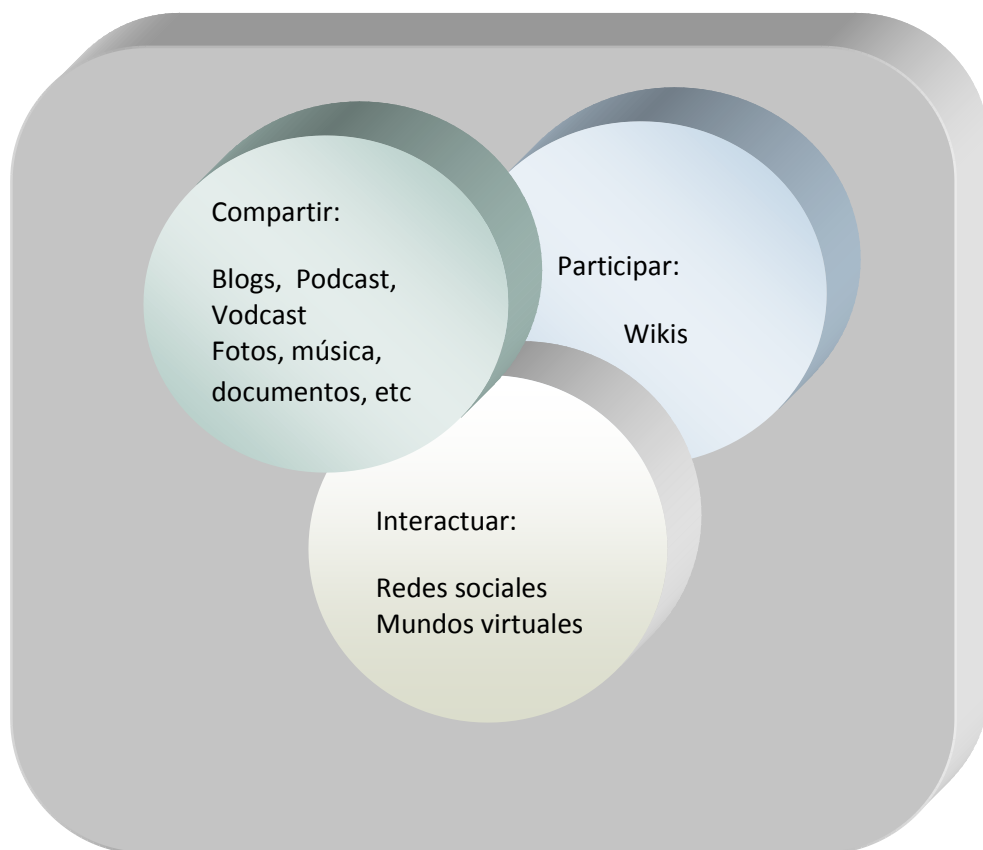 Compartir:
Blogs, Podcast,
Vodcast
Fotos, música,
documentos, etc
Participar:
Wikis
Interactuar:
Redes sociales
Mundos virtuales